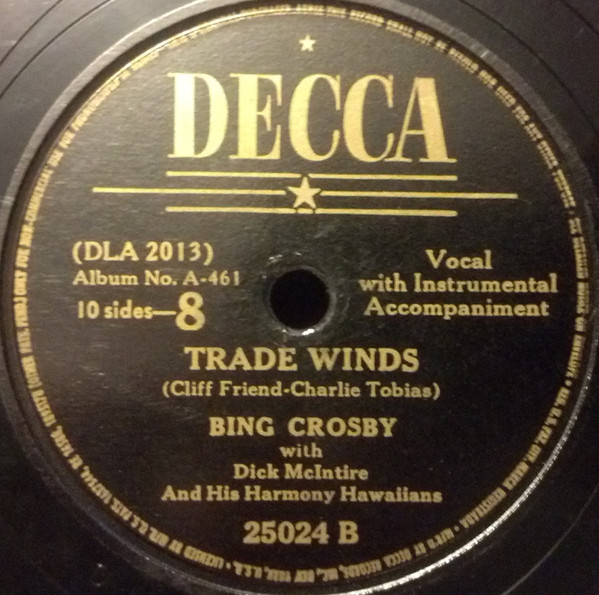 DECCA
(DLA 2013)
Album No. A-461
10 sides—8
Vocal
with Instrumental
Accompaniment
TRADE WINDS
(Cliff Friend-Charlie Tobias)
BING CROSBY
with
Dick McIntire
And His Harmony Hawaiians
25024 B